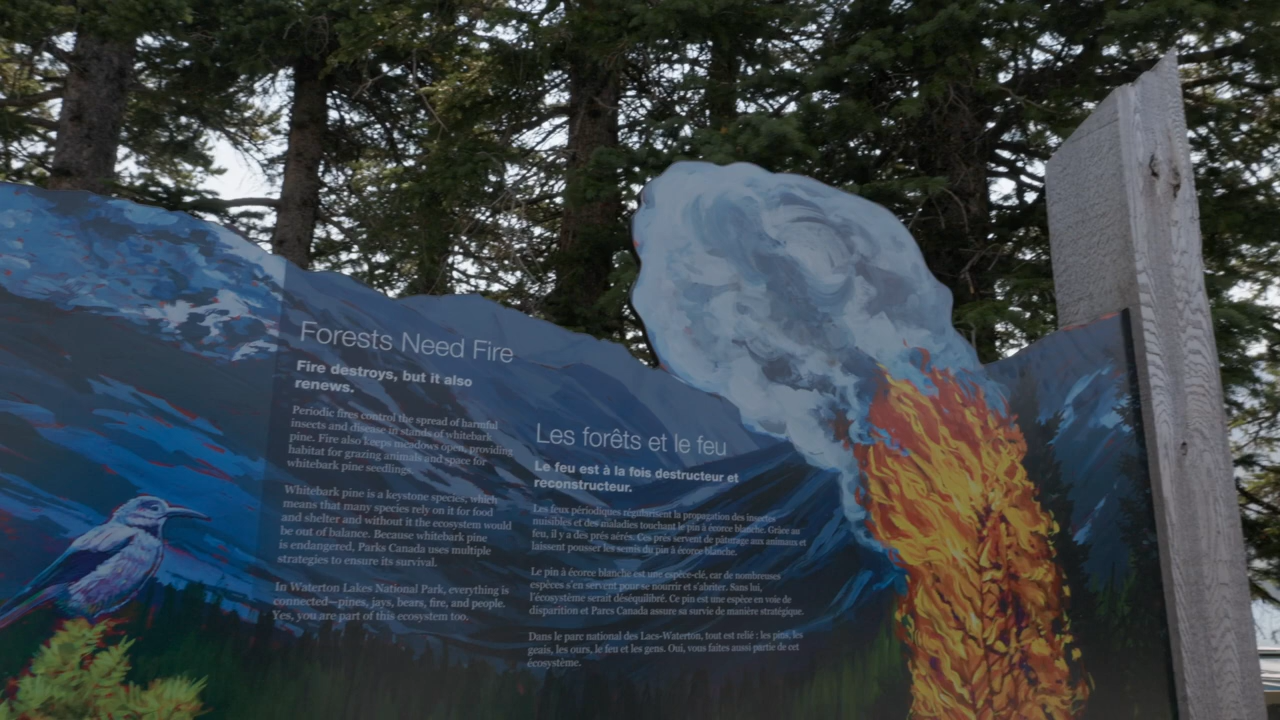 Forests Need Fire
Fire destroys, but it also
renews.
Periodic fires control the spread of harmful
insects and disease in stands of whitebark
pine. Fire also keeps meadows open, providing
habitat for grazing animals and space for
whitebark pine seedlings.
Whitebark pine is a keystone species, which
means that many species rely on it for food
and shelter and without it the ecosystem would
be out of balance. Because whitebark pine
is endangered, Parks Canada uses multiple
strategies to ensure its survival.
In Waterton Lakes National Park, everything is
connected—pines, jays, bears, fire, and people.
Yes, you are part of this ecosystem too.
Les forêts et le feu
Le feu est à la fois destructeur et
reconstructeur.
Les feux périodiques régularisent la propagation des insectes
nuisibles et des maladies touchant le pin à écorce blanche. Grâce au
feu, il y a des prés aérés. Ces prés servent de pâturage aux animaux et
laissent pousser les semis du pin à écorce blanche.
Le pin à écorce blanche est une espèce-clé, car de nombreuses
espèces s'en servent pour se nourrir et s'abriter. Sans lui,
l'écosystème serait déséquilibré. Ce pin est une espèce en voie de
disparition et Parcs Canada assure sa survie de manière stratégique.
Dans le parc national des Lacs-Waterton, tout est relié : les pins, les
geais, les ours, le feu et les gens. Oui, vous faites aussi partie de cet
écosystème.